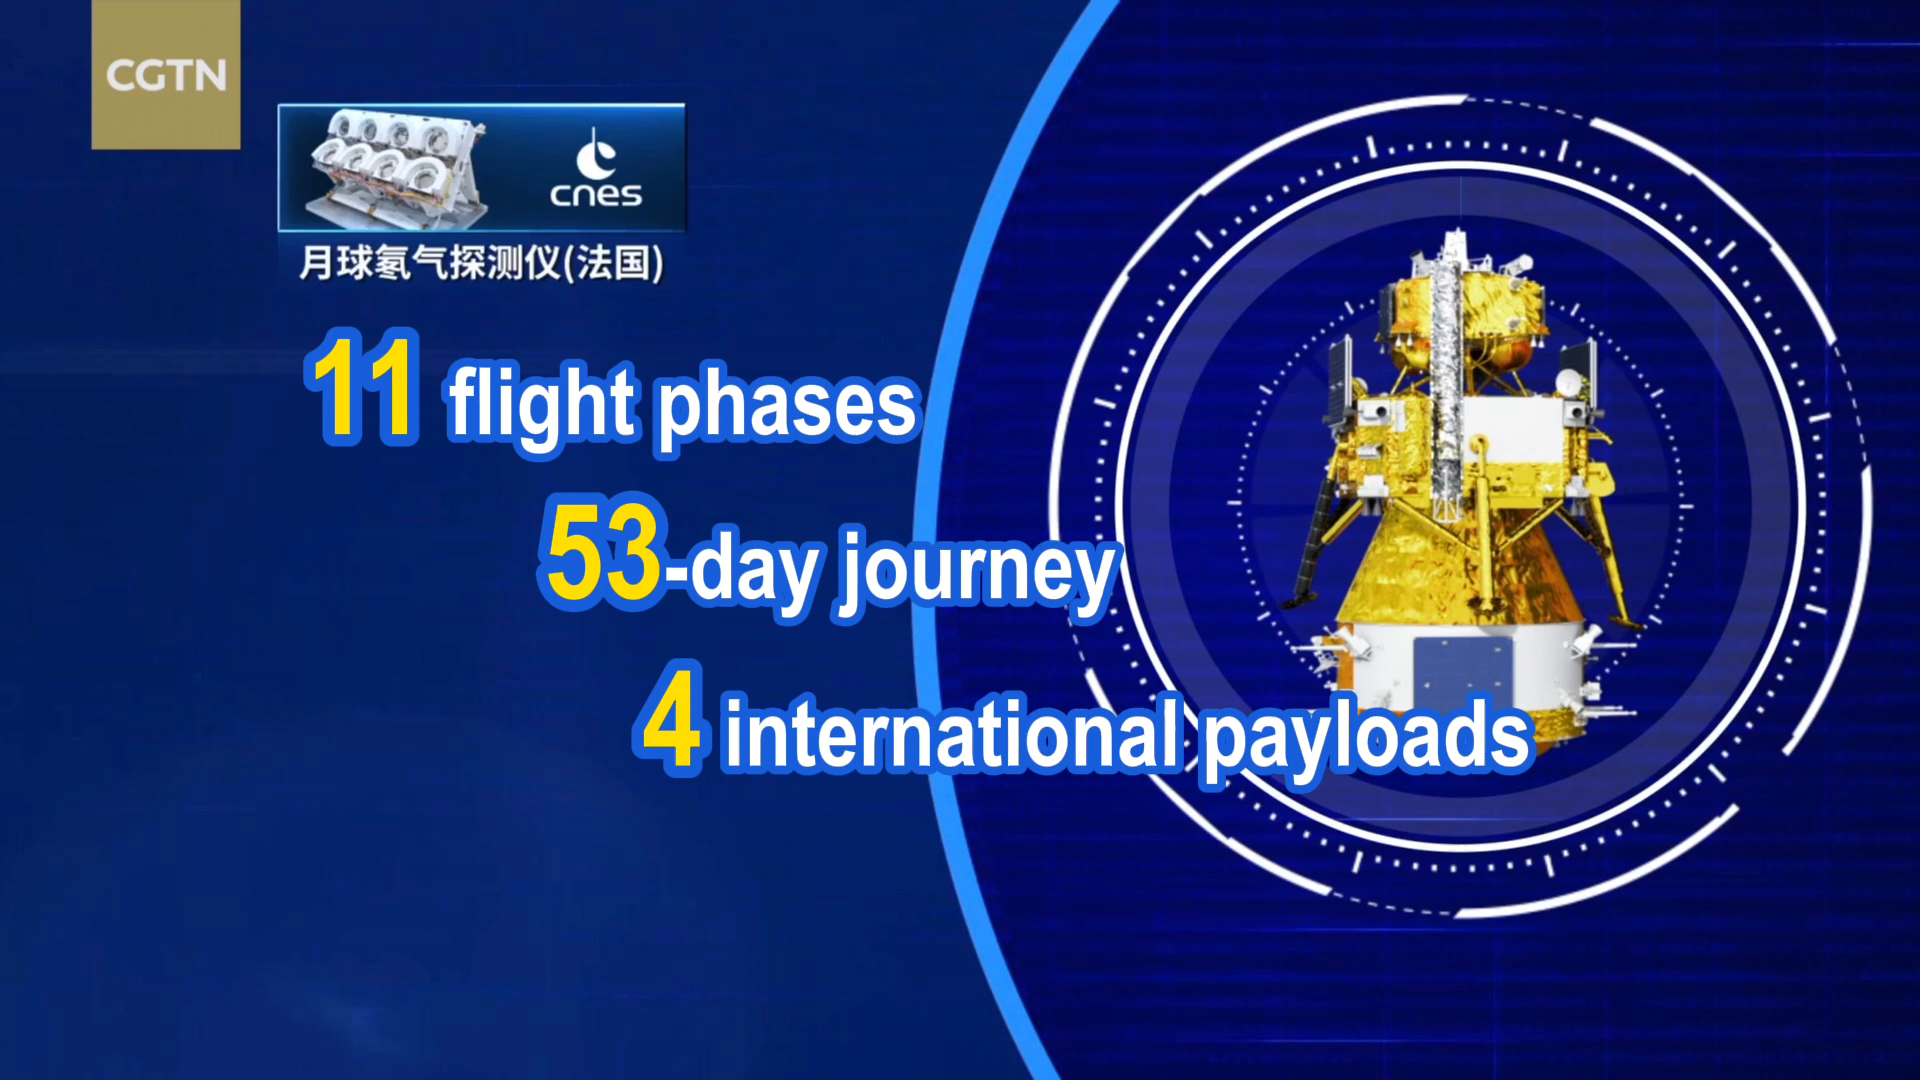 CGTN
cnes
月球氡气探测仪(法国)
11 flight phases
53-day journey
4 international payloads